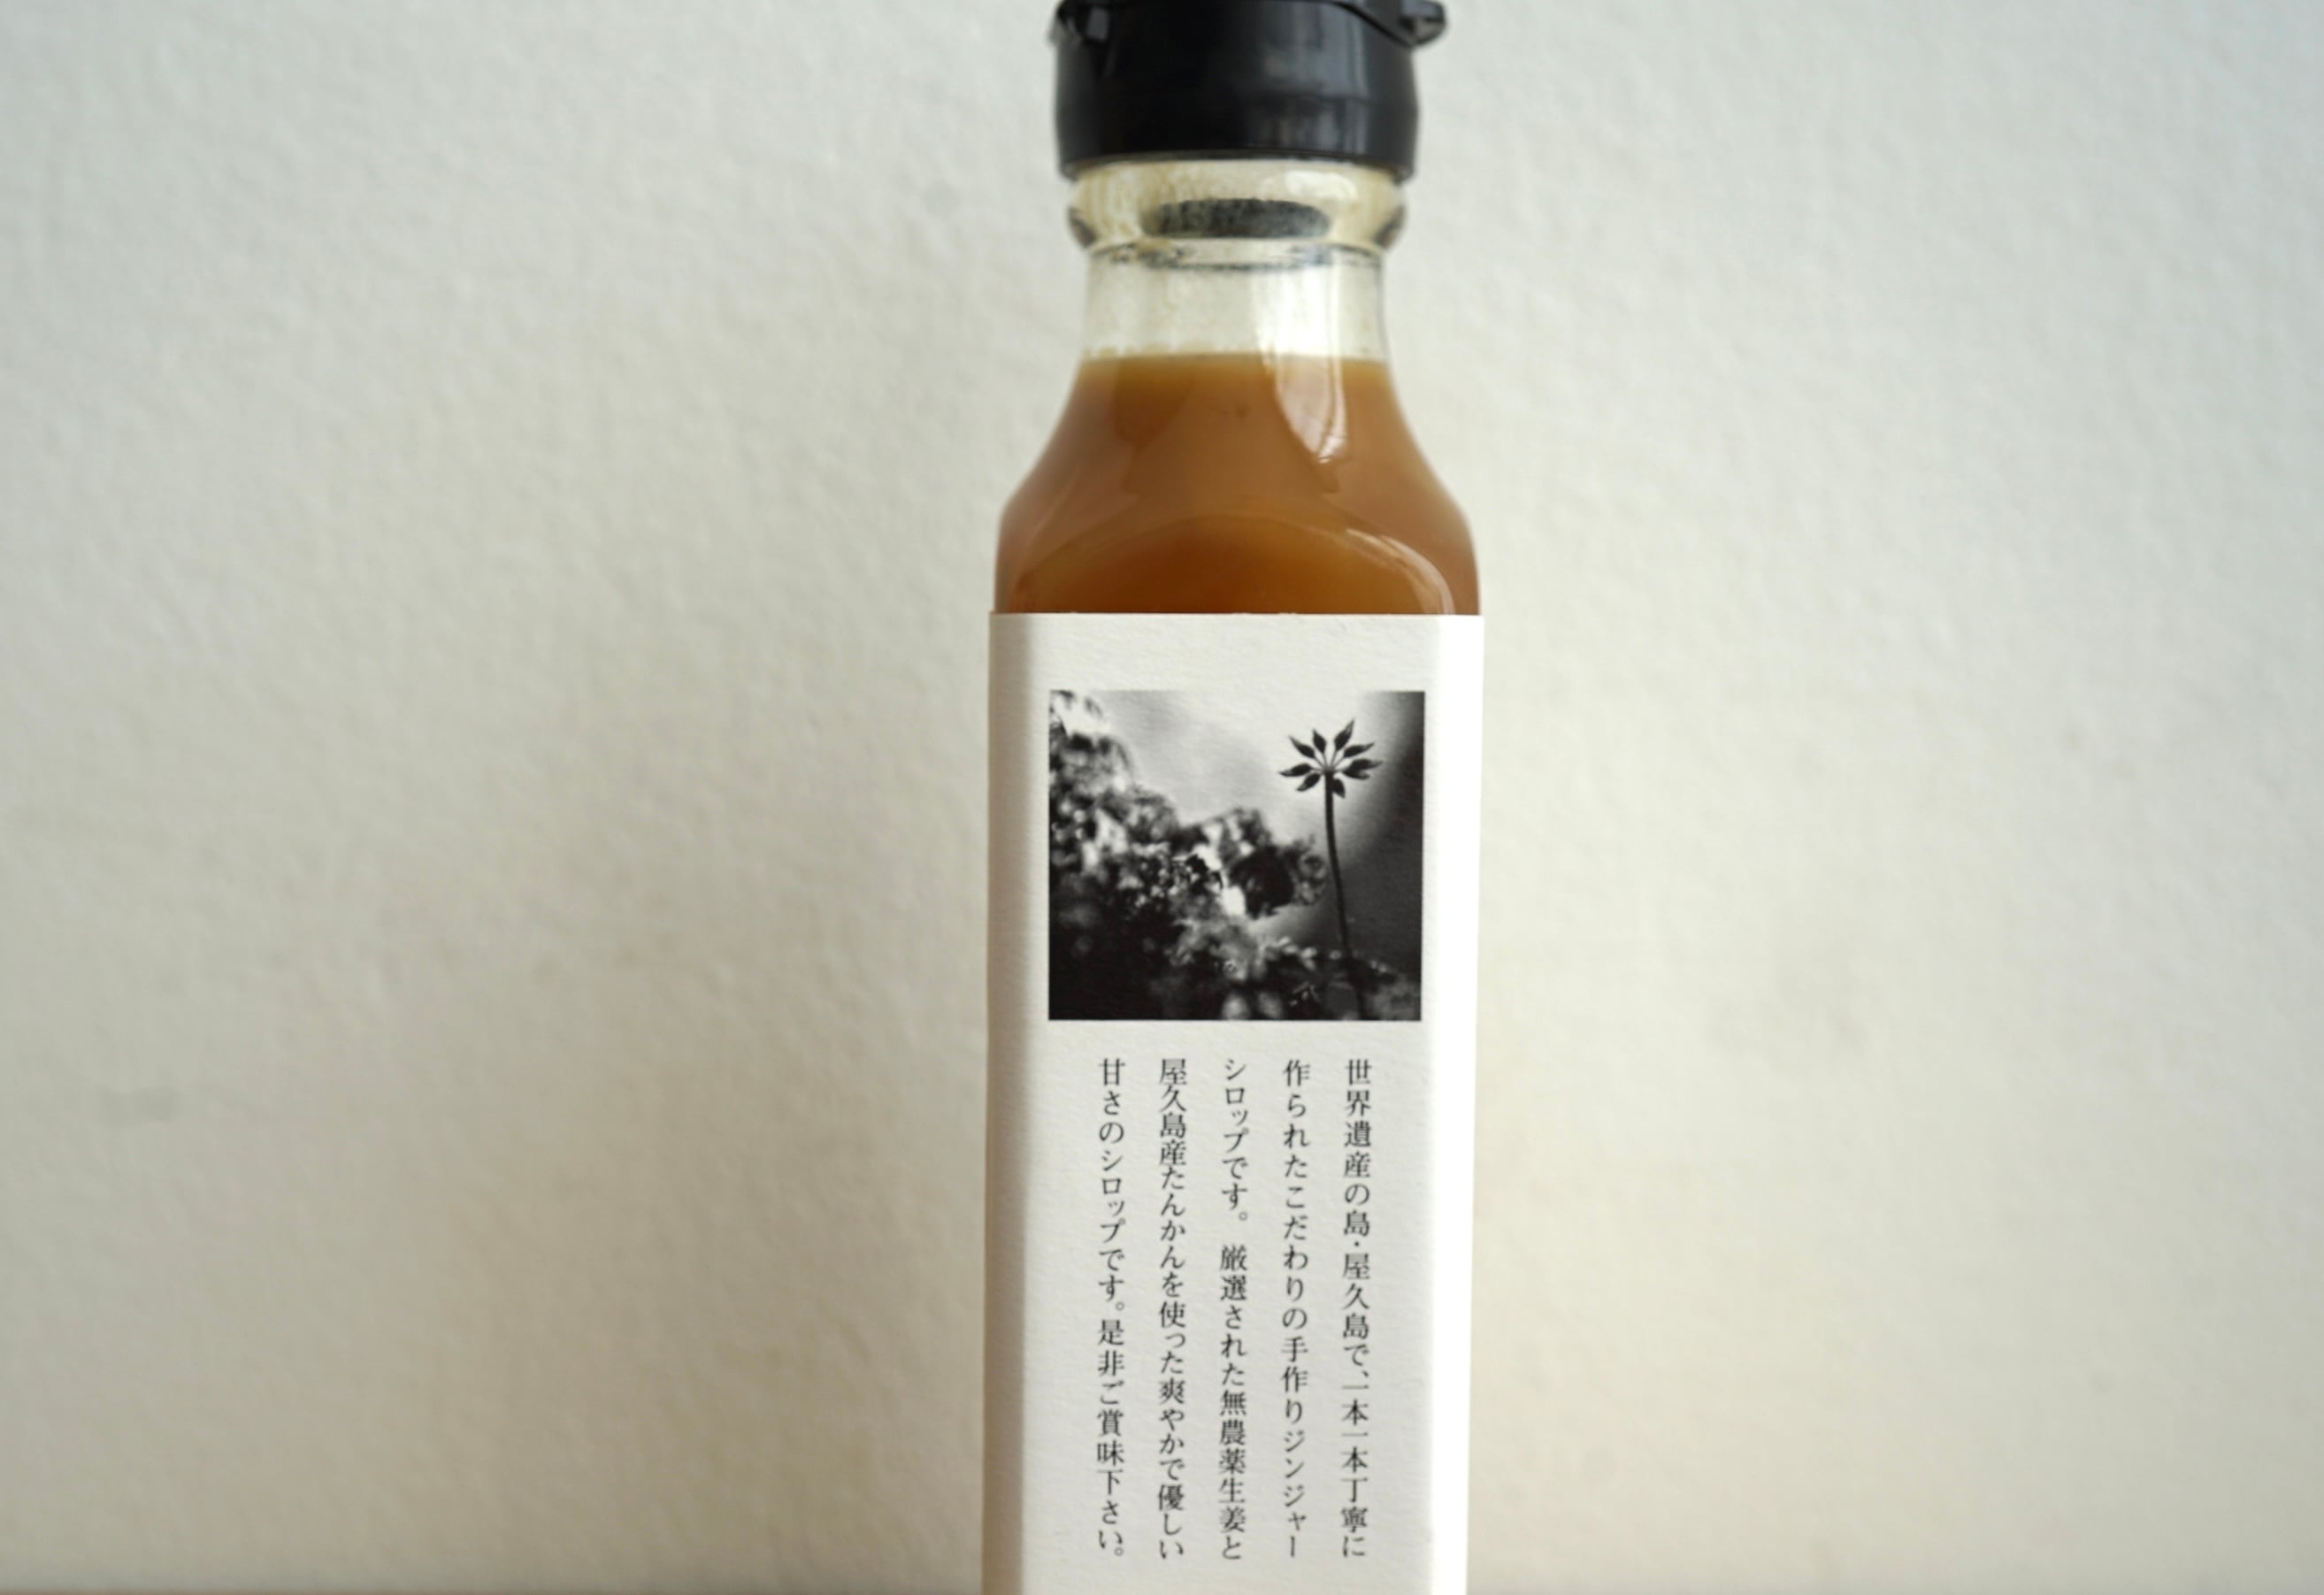 世界遺産の島・屋久島で、一本一本丁寧に
作られたこだわりの手作りジンジャー
シロップです。厳選された無農薬生姜と
屋久島産たんかんを使った爽やかで優しい
甘さのシロップです。是非ご賞味下さい。